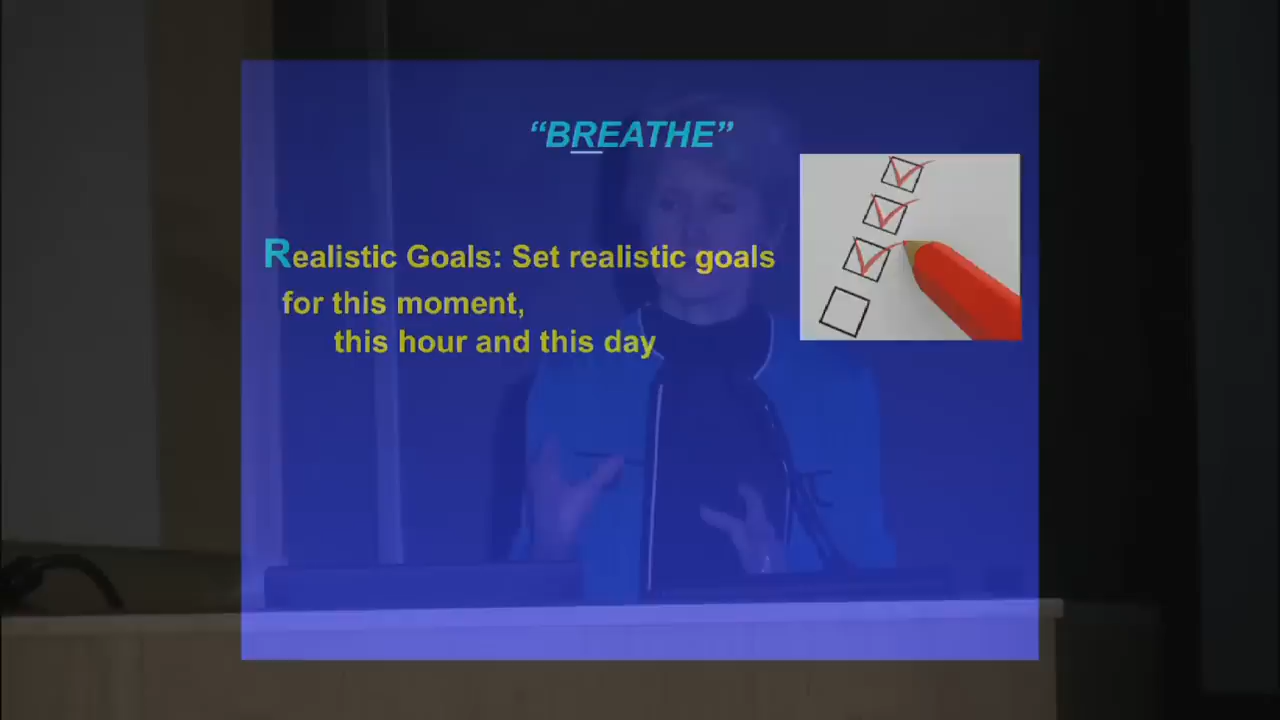 “BREATHE”
Realistic Goals: Set realistic goals
for this moment,
this hour and this day